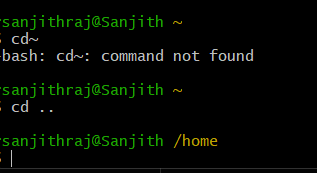 sanjithraj@Sanjith ~
$ cd~
-bash: cd~: command not found
sanjithraj@Sanjith ~
$ cd ..
sanjithraj@Sanjith /home
$